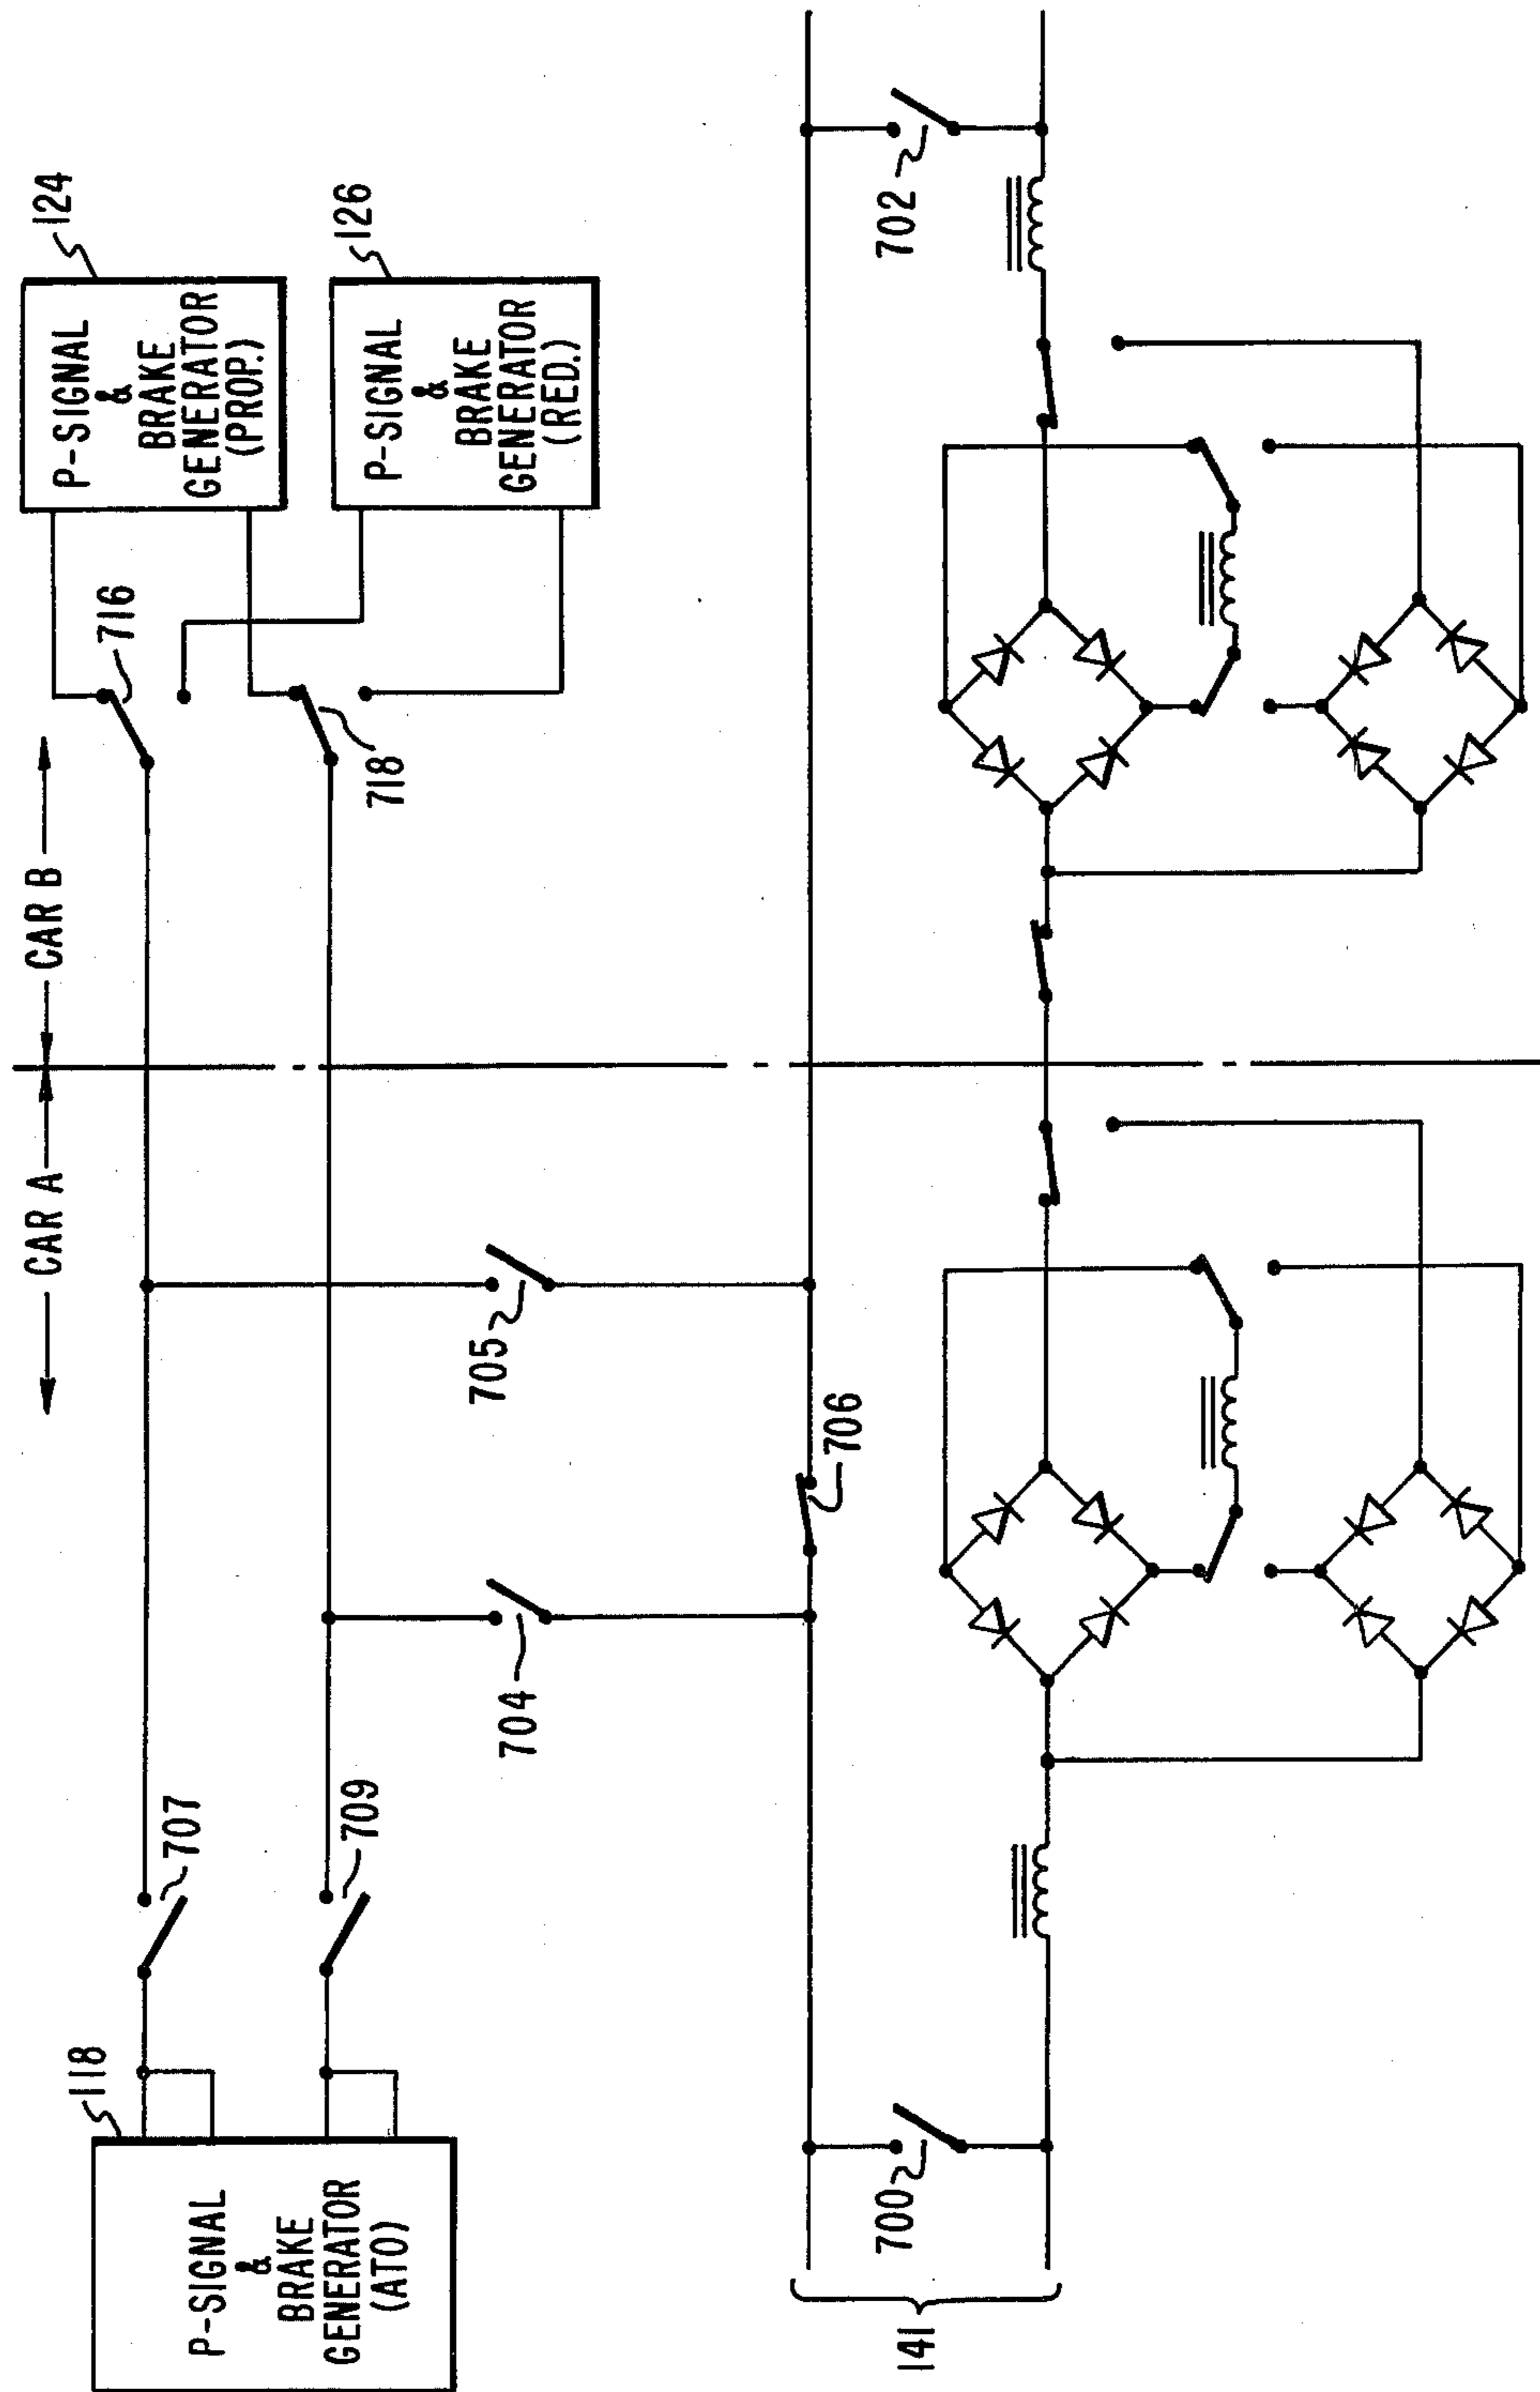 118
P-SIGNAL
&
BRAKE
GENERATOR
(ATO)
707
709
CAR A
CAR B
716
718
P-SIGNAL
&
BRAKE
GENERATOR
(PROP.)
124
P-SIGNAL
&
BRAKE
GENERATOR
(RED.)
126
704
705
706
700
702
141